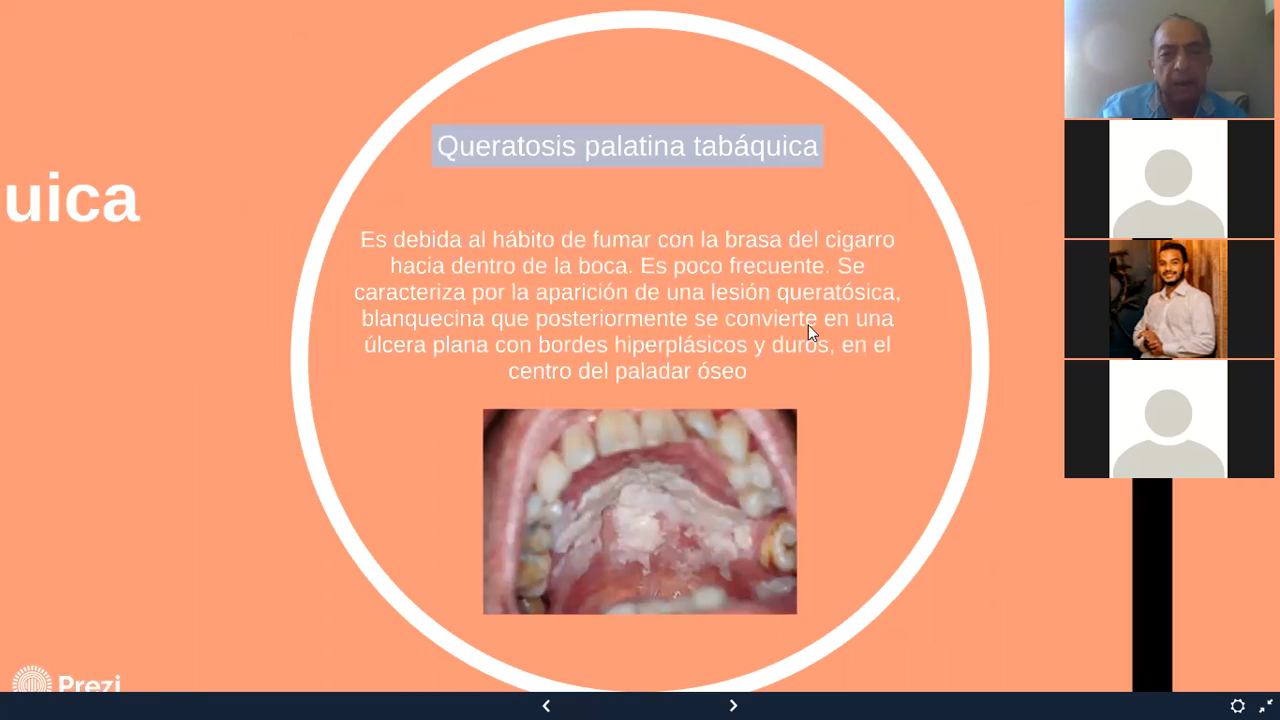 Queratosis palatina tabáquica
uica
Es debida al hábito de fumar con la brasa del cigarro
hacia dentro de la boca. Es poco frecuente. Se
caracteriza por la aparición de una lesión queratósica,
blanquecina que posteriormente se convierte en una
úlcera plana con bordes hiperplásicos y duros, en el
centro del paladar óseo
Prezi